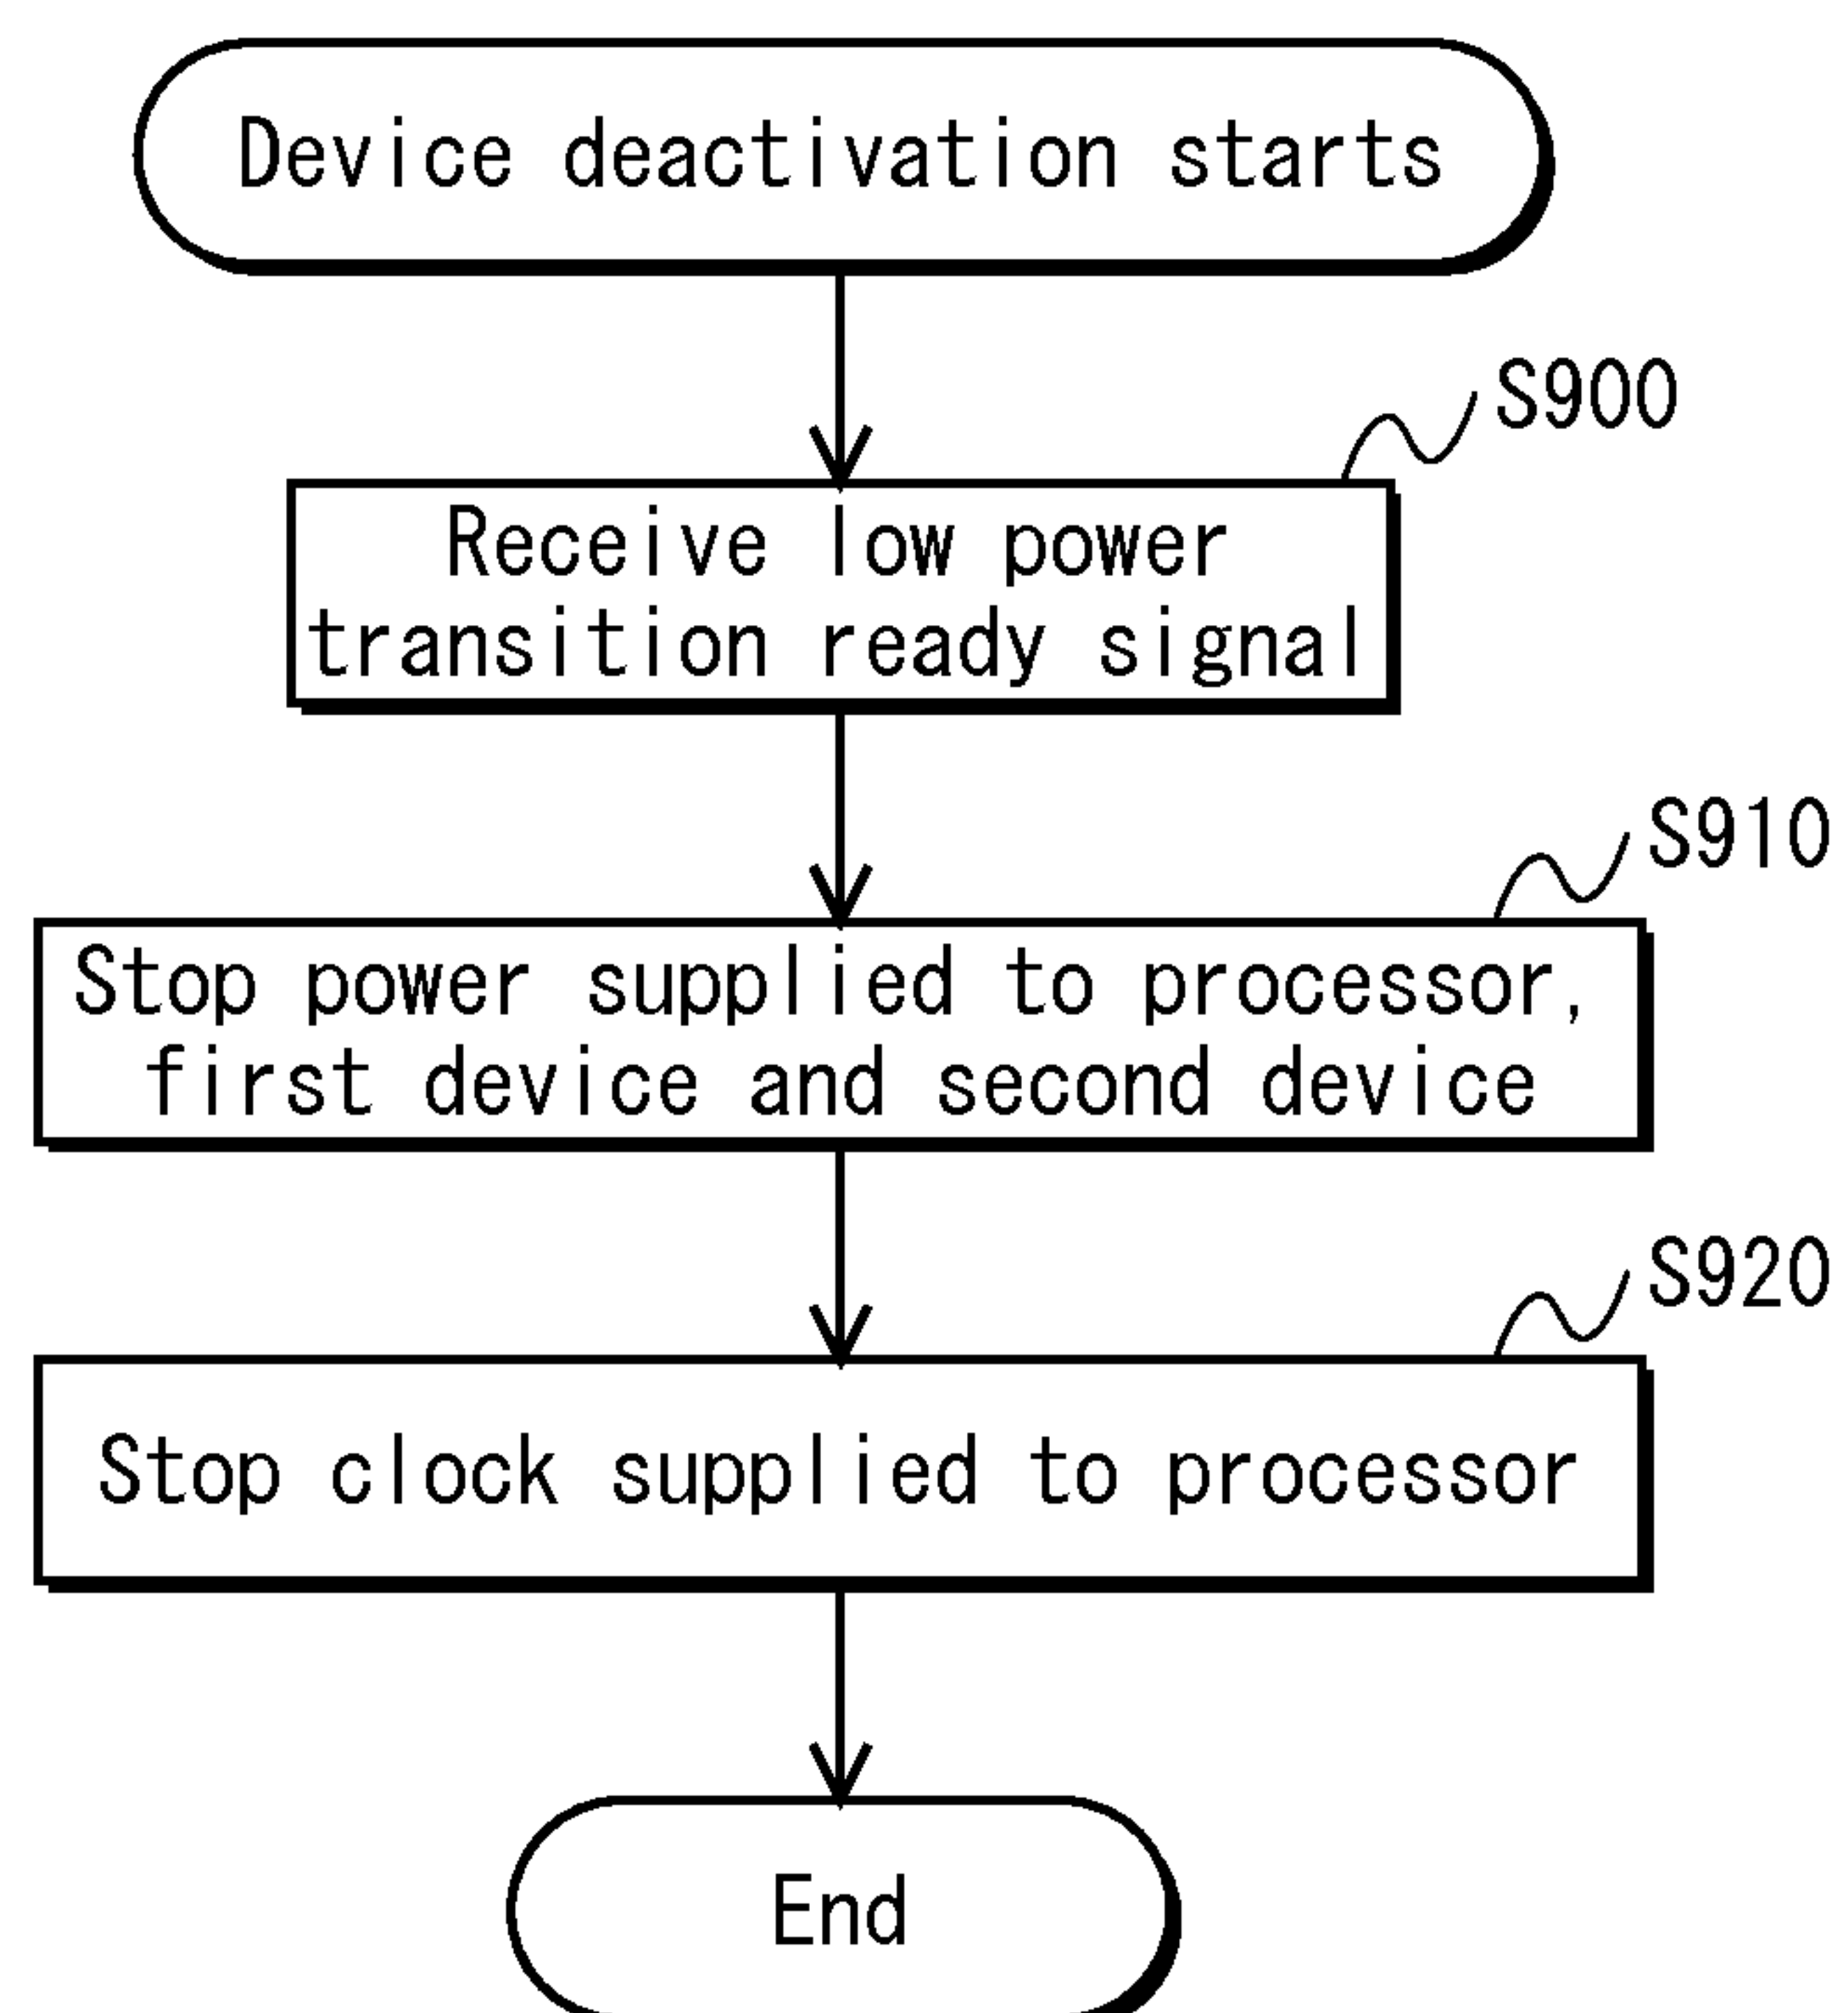 Device deactivation starts
S900
Receive low power
transition ready signal
S910
Stop power supplied to processor,
first device and second device
S920
Stop clock supplied to processor
End